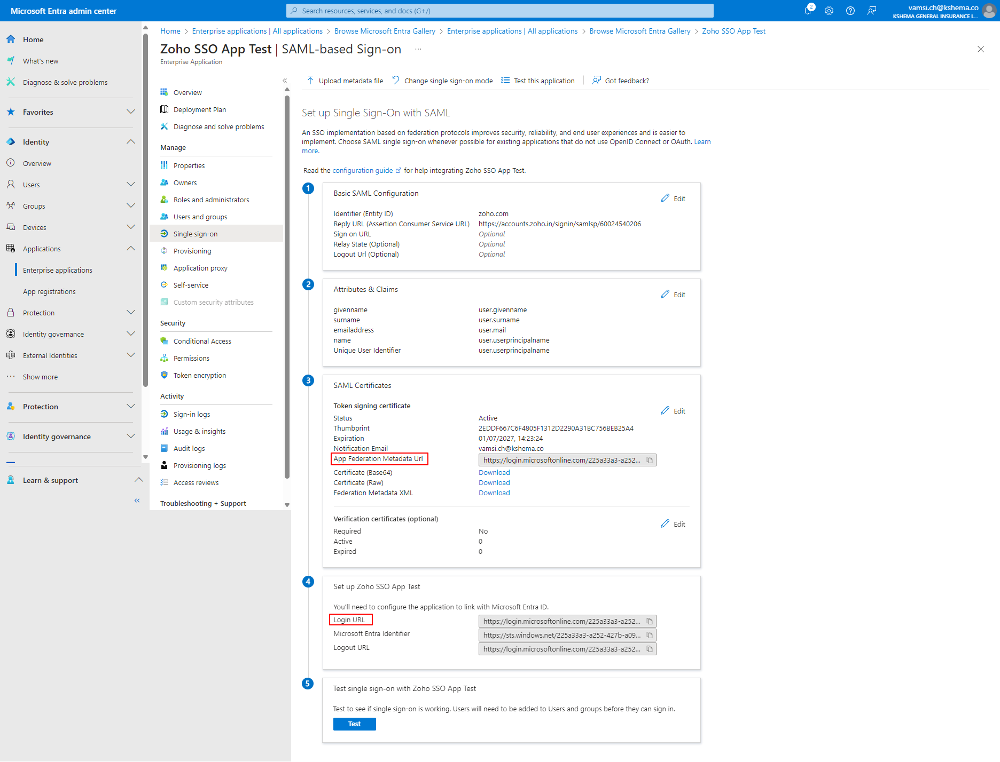 Microsoft Entra admin center
Search resources, services, and docs (G+/)
2
vamsi.ch@kshema.co
KSHEMA GENERAL INSURANCE L...
Home
What's new
Diagnose & solve problems
Favorites
Identity
Overview
Users
Groups
Devices
Applications
Enterprise applications
App registrations
Protection
Identity governance
External Identities
Show more
Protection
Identity governance
Learn & support
Home > Enterprise applications | All applications > Browse Microsoft Entra Gallery > Enterprise applications | All applications > Browse Microsoft Entra Gallery > Zoho SSO App Test
Zoho SSO App Test | SAML-based Sign-on ...
Enterprise Application
Overview
Deployment Plan
Diagnose and solve problems
Manage
Properties
Owners
Roles and administrators
Users and groups
Single sign-on
Provisioning
Application proxy
Self-service
Custom security attributes
Security
Conditional Access
Permissions
Token encryption
Activity
Sign-in logs
Usage & insights
Audit logs
Provisioning logs
Access reviews
Troubleshooting + Support
Upload metadata file Change single sign-on mode Test this application | Got feedback?
Set up Single Sign-On with SAML
An SSO implementation based on federation protocols improves security, reliability, and end user experiences and is easier to
implement. Choose SAML single sign-on whenever possible for existing applications that do not use OpenID Connect or OAuth. Learn
more.
Read the configuration guide for help integrating Zoho SSO App Test.
1
Basic SAML Configuration
Edit
Identifier (Entity ID) zoho.com
Reply URL (Assertion Consumer Service URL) https://accounts.zoho.in/signin/samlsp/60024540206
Sign on URL Optional
Relay State (Optional) Optional
Logout Url (Optional) Optional
2
Attributes & Claims
Edit
givenname user.givenname
surname user.surname
emailaddress user.mail
name user.userprincipalname
Unique User Identifier user.userprincipalname
3
SAML Certificates
Token signing certificate
Edit
Status Active
Thumbprint 2EDDF667C6F4805F1312D2290A31BC756BEB25A4
Expiration 01/07/2027, 14:23:24
Notification Email vamsi.ch@kshema.co
App Federation Metadata Url https://login.microsoftonline.com/225a33a3-a252...
Certificate (Base64) Download
Certificate (Raw) Download
Federation Metadata XML Download
Verification certificates (optional)
Edit
Required No
Active 0
Expired 0
4
Set up Zoho SSO App Test
You'll need to configure the application to link with Microsoft Entra ID.
Login URL https://login.microsoftonline.com/225a33a3-a252...
Microsoft Entra Identifier https://sts.windows.net/225a33a3-a252-427b-a09...
Logout URL https://login.microsoftonline.com/225a33a3-a252...
5
Test single sign-on with Zoho SSO App Test
Test to see if single sign-on is working. Users will need to be added to Users and groups before they can sign in.
Test